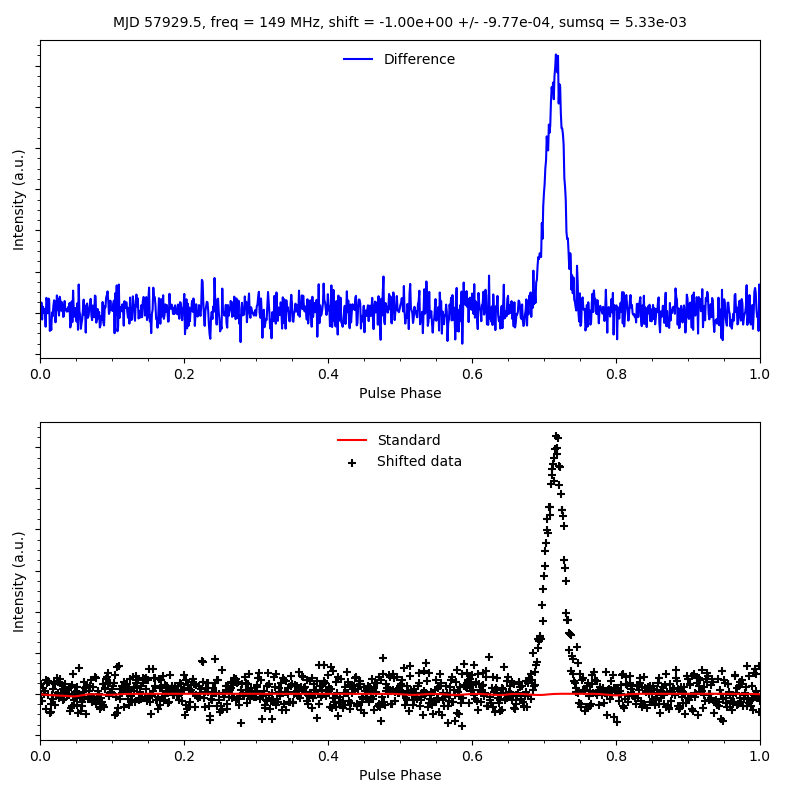 MJD 57929.5, freq = 149 MHz, shift = -1.00e+00 +/- -9.77e-04, sumsq = 5.33e-03
Difference
Intensity (a.u.)
0.0 0.2 0.4 0.6 0.8 1.0
Pulse Phase
Standard
Shifted data
Intensity (a.u.)
0.0 0.2 0.4 0.6 0.8 1.0
Pulse Phase